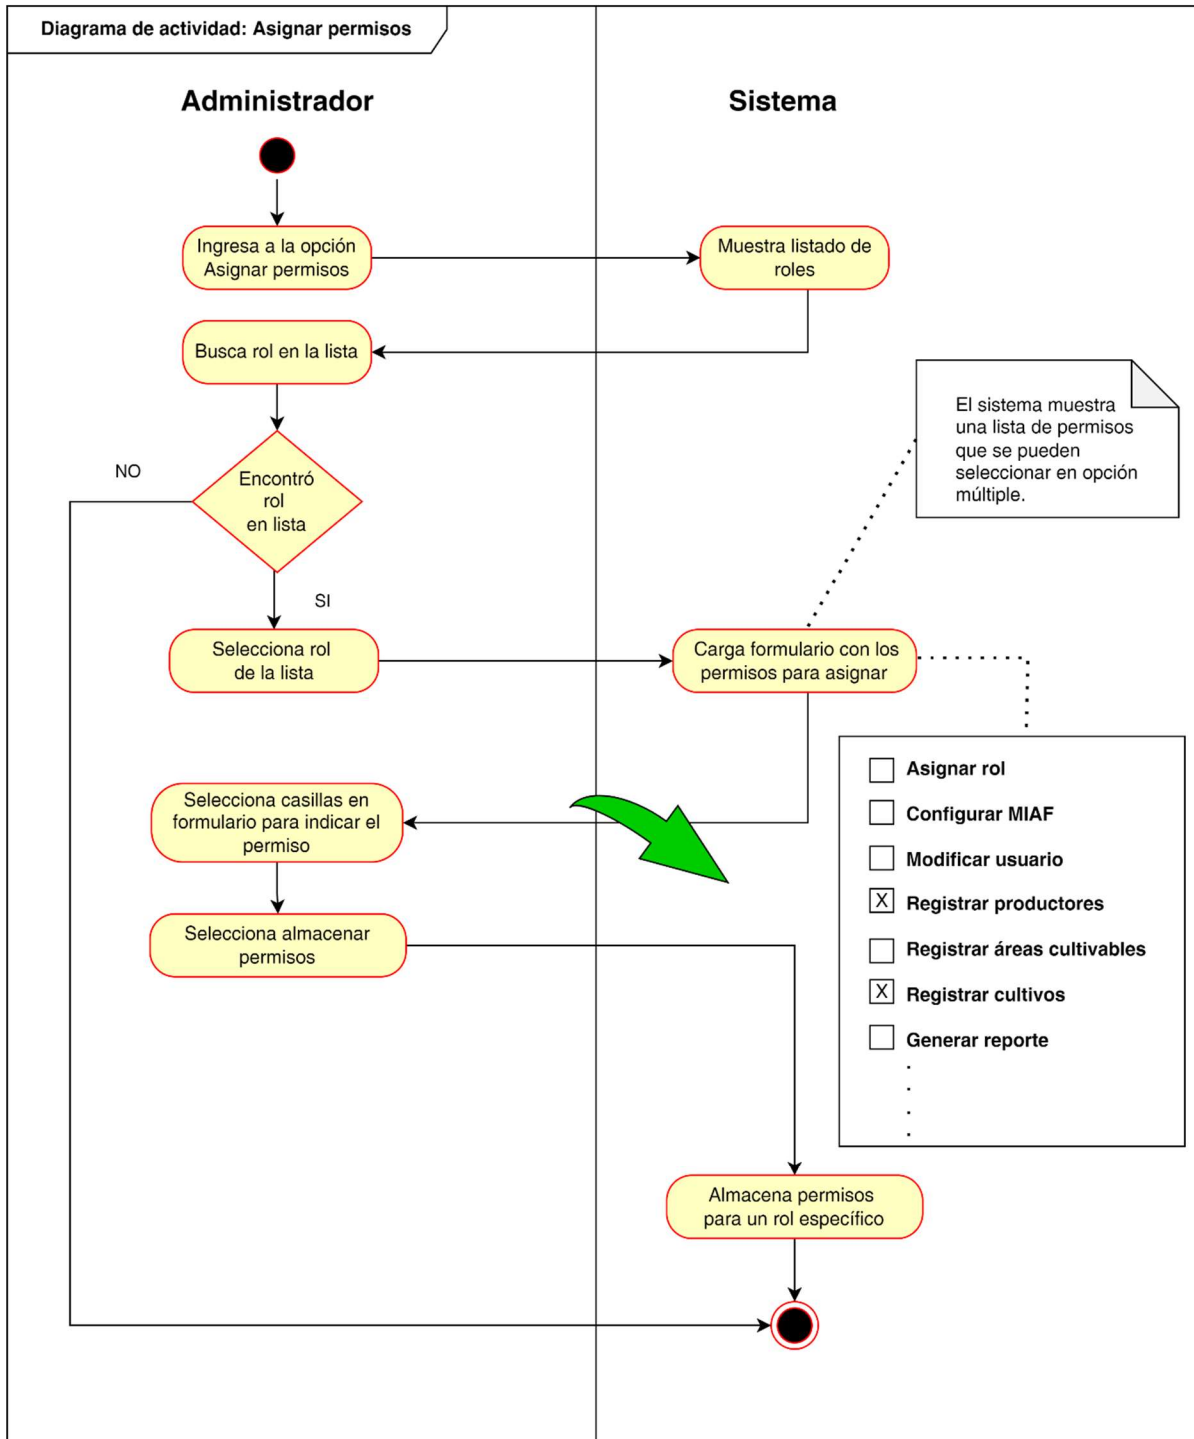 Diagrama de actividad: Asignar permisos
Administrador
Sistema
Ingresa a la opción
Asignar permisos
Muestra listado de
roles
Busca rol en la lista
El sistema muestra
una lista de permisos
que se pueden
seleccionar en opción
múltiple.
NO
Encontró
rol
en lista
SI
Selecciona rol
de la lista
Carga formulario con los
permisos para asignar
Asignar rol
Configurar MIAF
Modificar usuario
X Registrar productores
Registrar áreas cultivables
X Registrar cultivos
Generar reporte
Selecciona casillas en
formulario para indicar el
permiso
Selecciona almacenar
permisos
Almacena permisos
para un rol específico